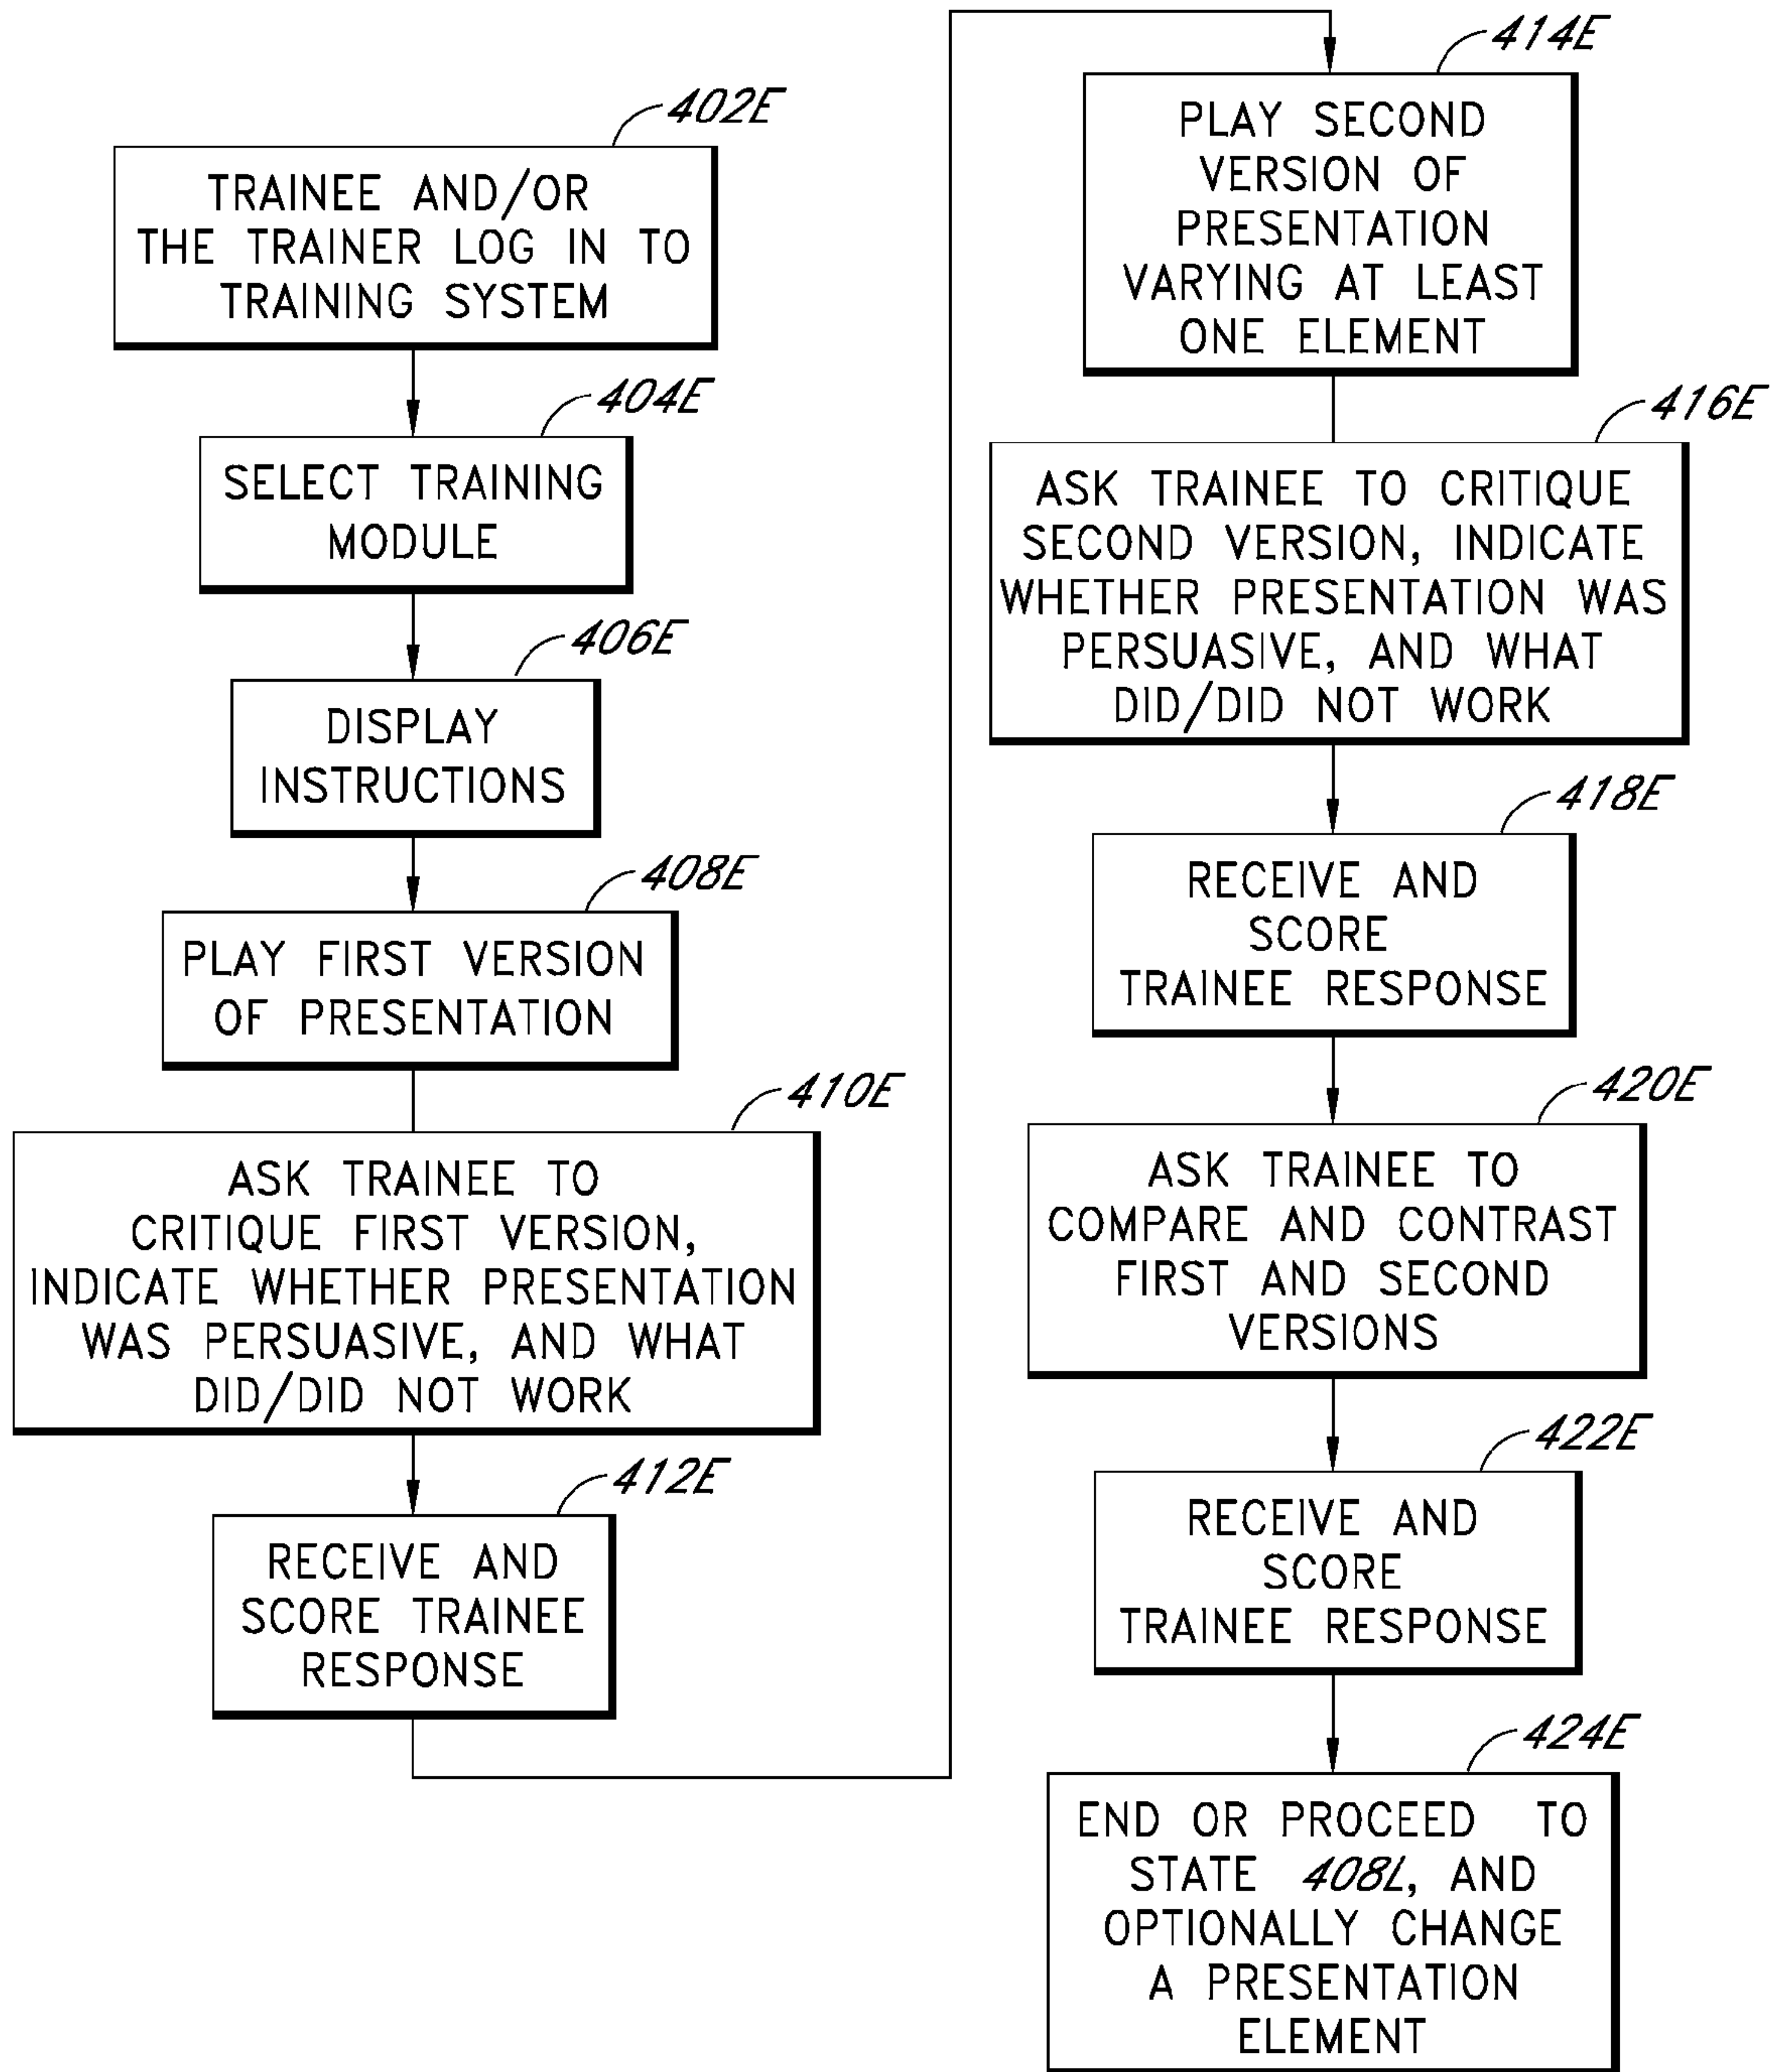 402E
TRAINEE AND/OR
THE TRAINER LOG IN TO
TRAINING SYSTEM
404E
SELECT TRAINING
MODULE
406E
DISPLAY
INSTRUCTIONS
408E
PLAY FIRST VERSION
OF PRESENTATION
410E
ASK TRAINEE TO
CRITIQUE FIRST VERSION,
INDICATE WHETHER PRESENTATION
WAS PERSUASIVE, AND WHAT
DID/DID NOT WORK
412E
RECEIVE AND
SCORE TRAINEE
RESPONSE
414E
PLAY SECOND
VERSION OF
PRESENTATION
VARYING AT LEAST
ONE ELEMENT
416E
ASK TRAINEE TO CRITIQUE
SECOND VERSION, INDICATE
WHETHER PRESENTATION WAS
PERSUASIVE, AND WHAT
DID/DID NOT WORK
418E
RECEIVE AND
SCORE
TRAINEE RESPONSE
420E
ASK TRAINEE TO
COMPARE AND CONTRAST
FIRST AND SECOND
VERSIONS
422E
RECEIVE AND
SCORE
TRAINEE RESPONSE
424E
END OR PROCEED TO
STATE 408L, AND
OPTIONALLY CHANGE
A PRESENTATION
ELEMENT